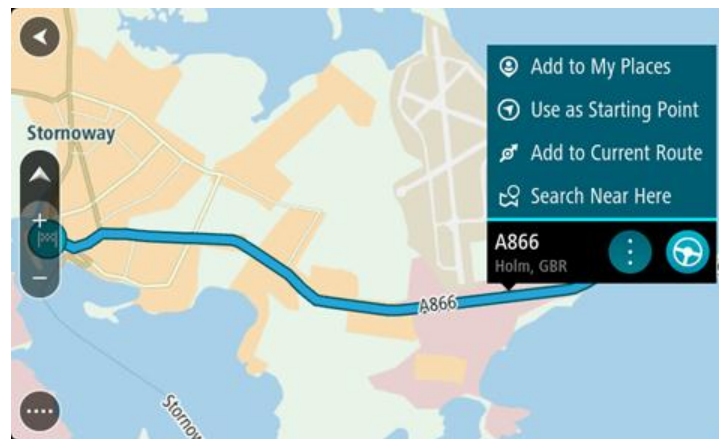 Add to My Places
Use as Starting Point
Stornoway
Add to Current Route
Search Near Here
A866
Holm, GBR
A866
Stornow